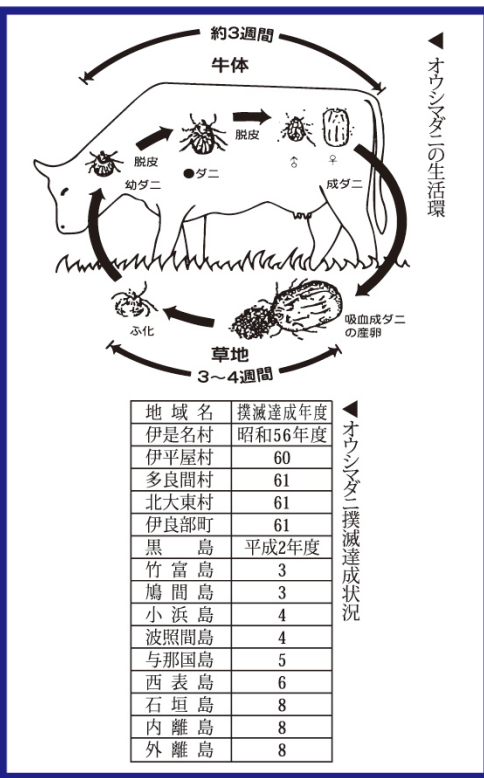 ◀オウシマダニの生活環
約3週間
牛体
脱皮
脱皮
幼ダニ
●ダニ
♂
♀
成ダニ
ふ化
吸血成ダニ
の産卵
草地
3〜4週間
◀オウシマダニ撲滅達成状況
地域名 撲滅達成年度
伊是名村 昭和56年度
伊平屋村 60
多良間村 61
北大東村 61
伊良部町 61
黒島 平成2年度
竹富島 3
鳩間島 3
小浜島 4
波照間島 4
与那国島 5
西表島 6
石垣島 8
内離島 8
外離島 8